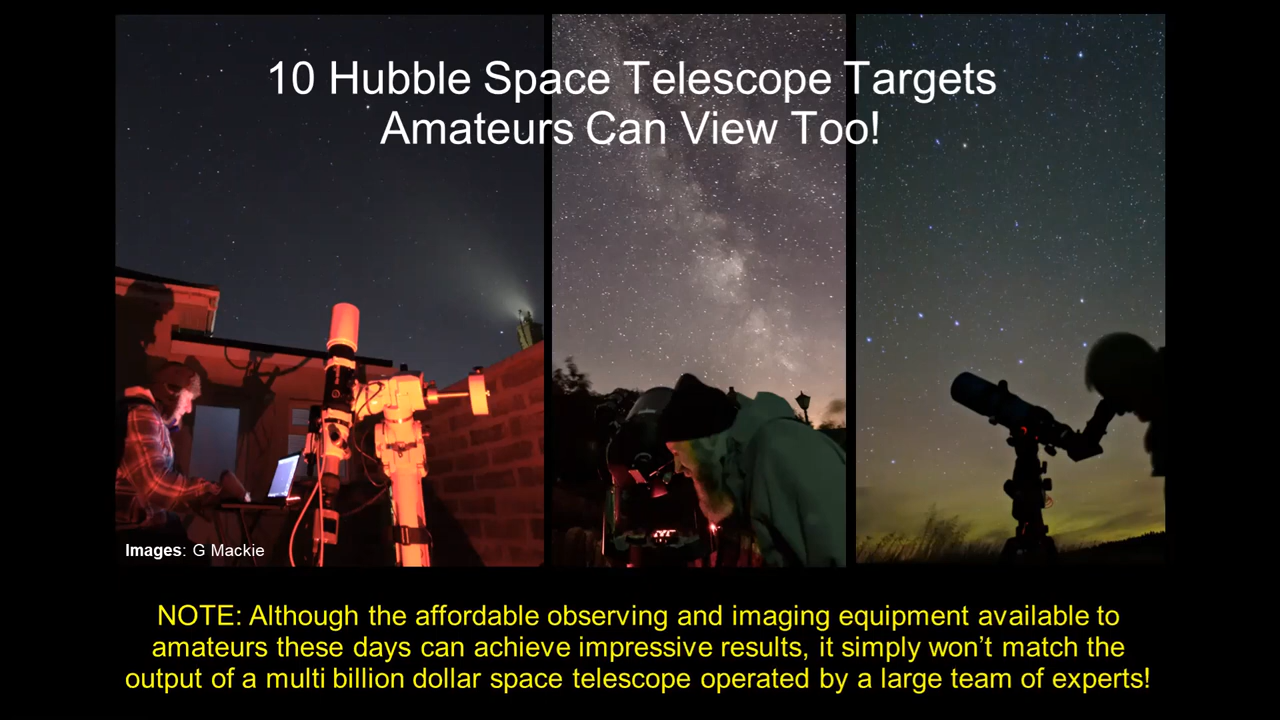 10 Hubble Space Telescope Targets
Amateurs Can View Too!
Images: G Mackie
NOTE: Although the affordable observing and imaging equipment available to
amateurs these days can achieve impressive results, it simply won’t match the
output of a multi billion dollar space telescope operated by a large team of experts!